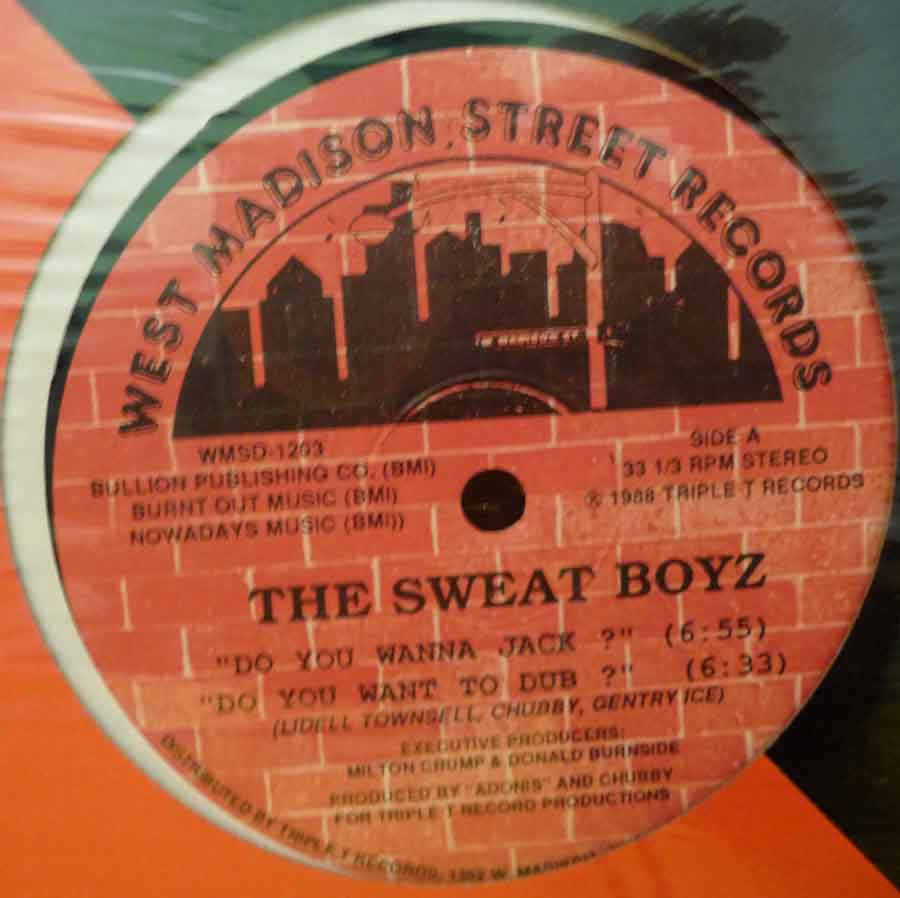 WEST MADISON STREET RECORDS
WMSD-1203
BULLION PUBLISHING CO. (BMI)
BURNT OUT MUSIC (BMI)
NOWADAYS MUSIC (BMI))
SIDE A
33 1/3 RPM STEREO
℗ 1988 TRIPLE T RECORDS
THE SWEAT BOYZ
"DO YOU WANNA JACK ?" (6:55)
"DO YOU WANT TO DUB ?" (6:33)
(LIDELL TOWNSELL, CHUBBY, GENTRY ICE)
EXECUTIVE PRODUCERS:
MILTON CRUMP & DONALD BURNSIDE
PRODUCED BY "ADONIS" AND CHUBBY
FOR TRIPLE T RECORD PRODUCTIONS
DISTRIBUTED BY TRIPLE T RECORDS, 1352 W. MADISON